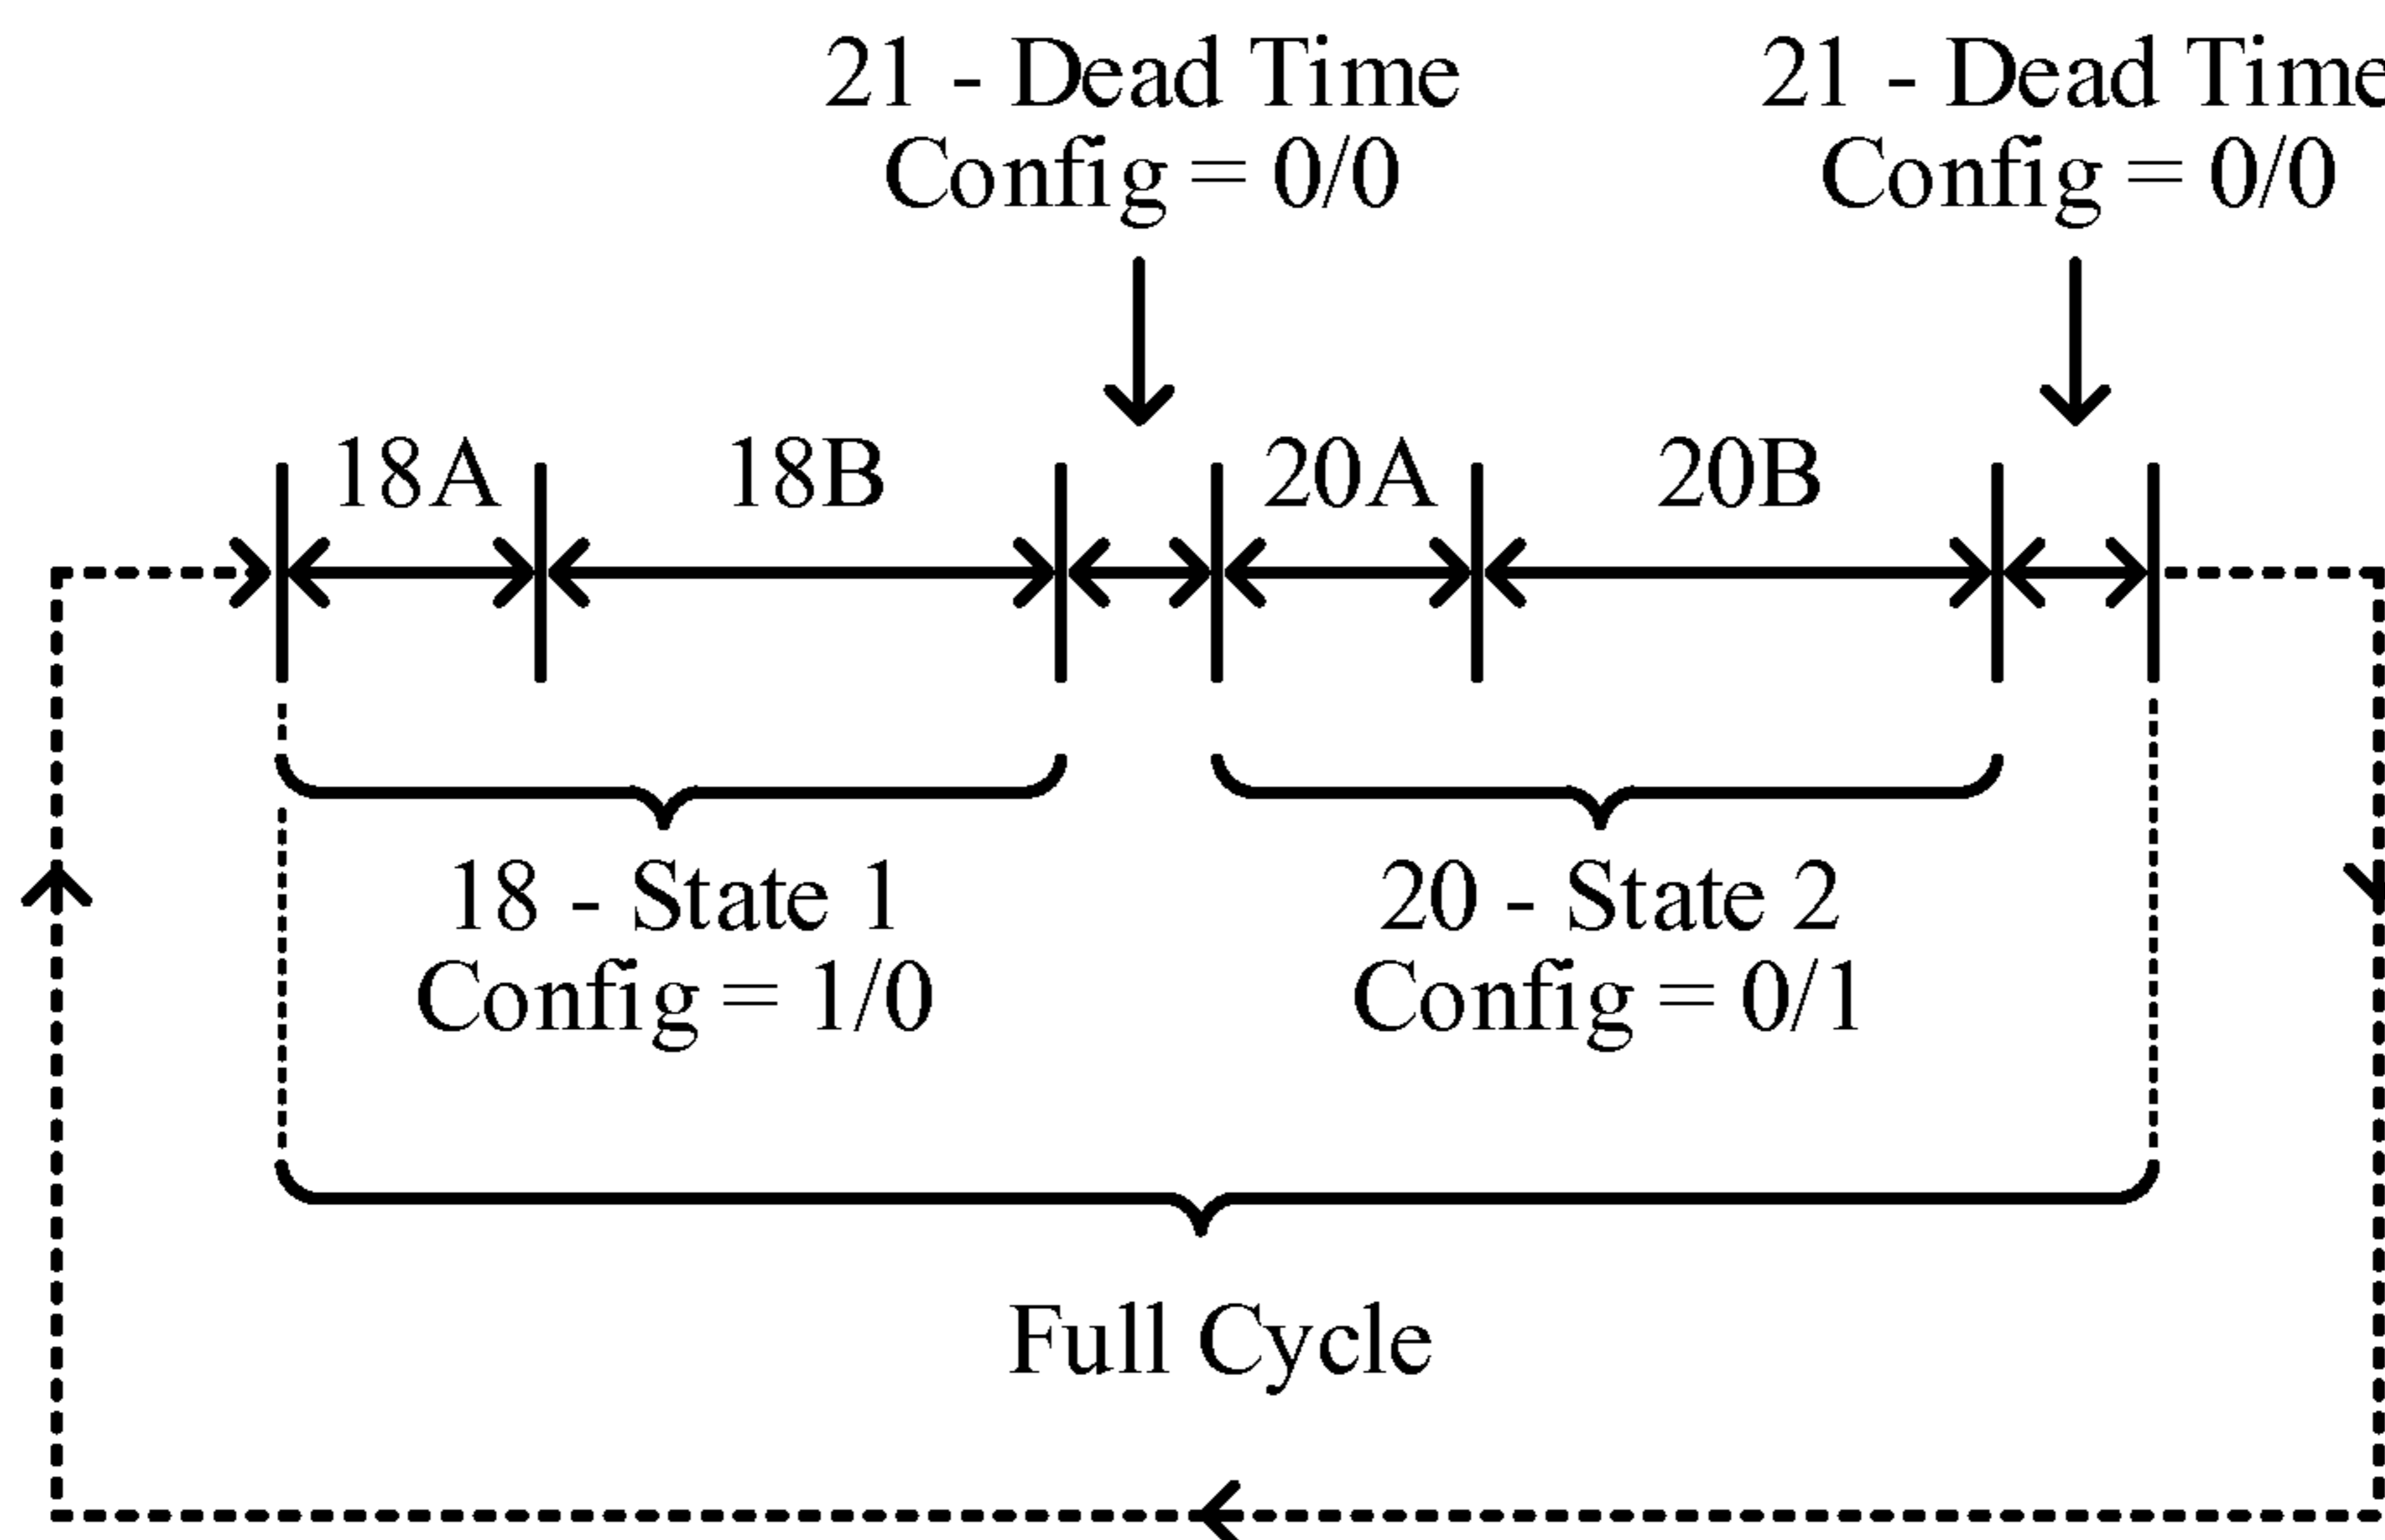 21 - Dead Time
Config = 0/0
21 - Dead Time
Config = 0/0
18A
18B
20A
20B
18 - State 1
Config = 1/0
20 - State 2
Config = 0/1
Full Cycle